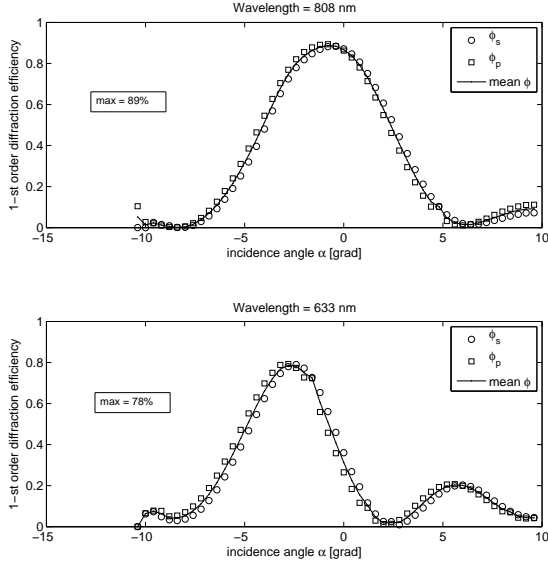 Wavelength = 808 nm
1
0.8
0.6
0.4
0.2
0
1−st order diffraction efficiency
max = 89%
ϕs
ϕp
mean ϕ
−15 −10 −5 0 5 10
incidence angle α [grad]
Wavelength = 633 nm
1
0.8
0.6
0.4
0.2
0
1−st order diffraction efficiency
max = 78%
ϕs
ϕp
mean ϕ
−15 −10 −5 0 5 10
incidence angle α [grad]